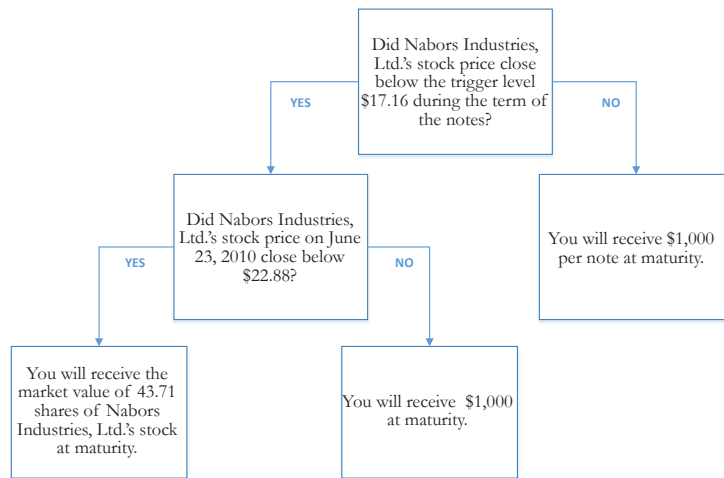 Did Nabors Industries,
Ltd.'s stock price close
below the trigger level
$17.16 during the term of
the notes?
YES
NO
Did Nabors Industries,
Ltd.'s stock price on June
23, 2010 close below
$22.88?
You will receive $1,000
per note at maturity.
YES
NO
You will receive the
market value of 43.71
shares of Nabors
Industries, Ltd.'s stock
at maturity.
You will receive $1,000
at maturity.